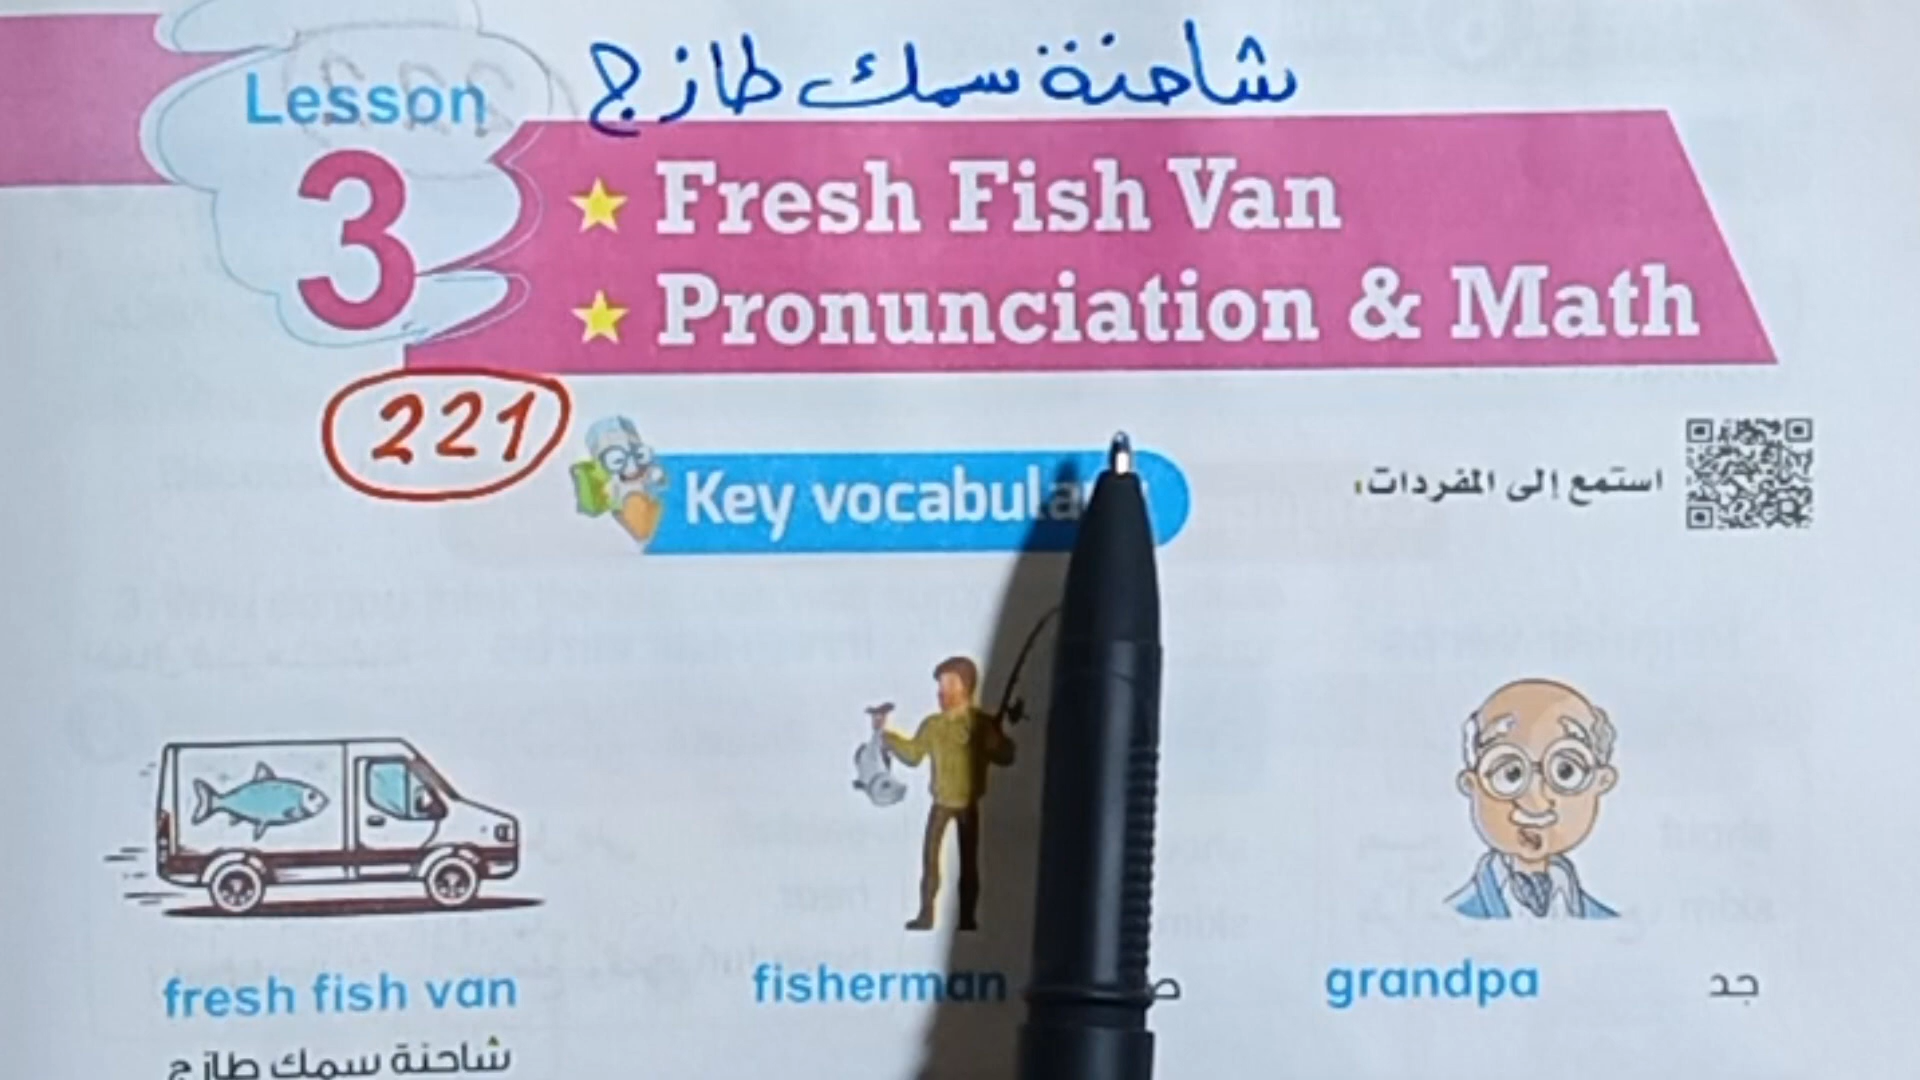 شاحنة سمك طازج
Lesson
3
Fresh Fish Van
Pronunciation & Math
221
Key vocabula
استمع إلى المفردات
fresh fish van
شاحنة سمك طازج
fisherman
grandpa جد